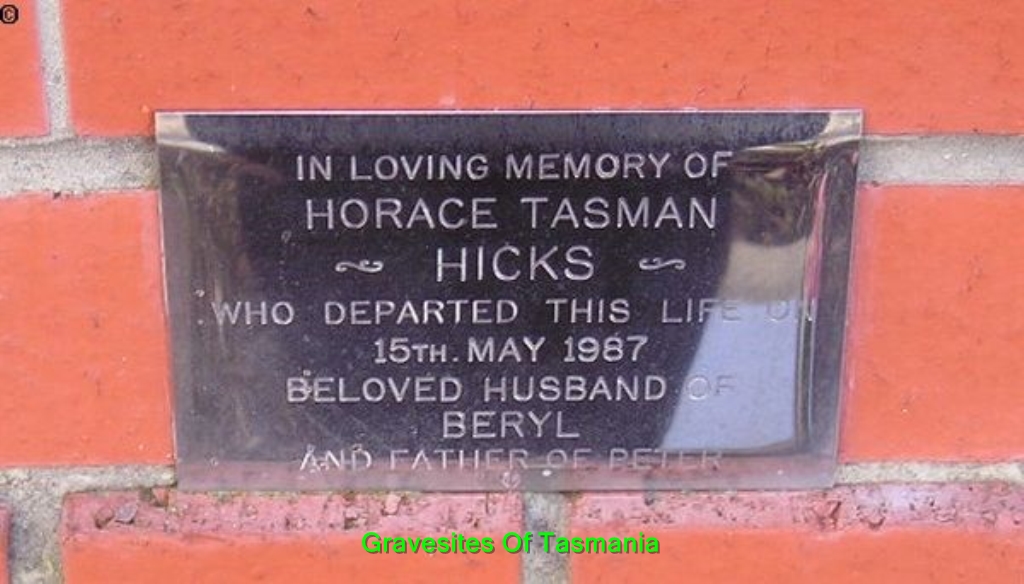 ©
IN LOVING MEMORY OF
HORACE TASMAN
~ HICKS ~
WHO DEPARTED THIS LIFE ON
15TH. MAY 1987
BELOVED HUSBAND OF
BERYL
AND FATHER OF PETER
Gravesites Of Tasmania